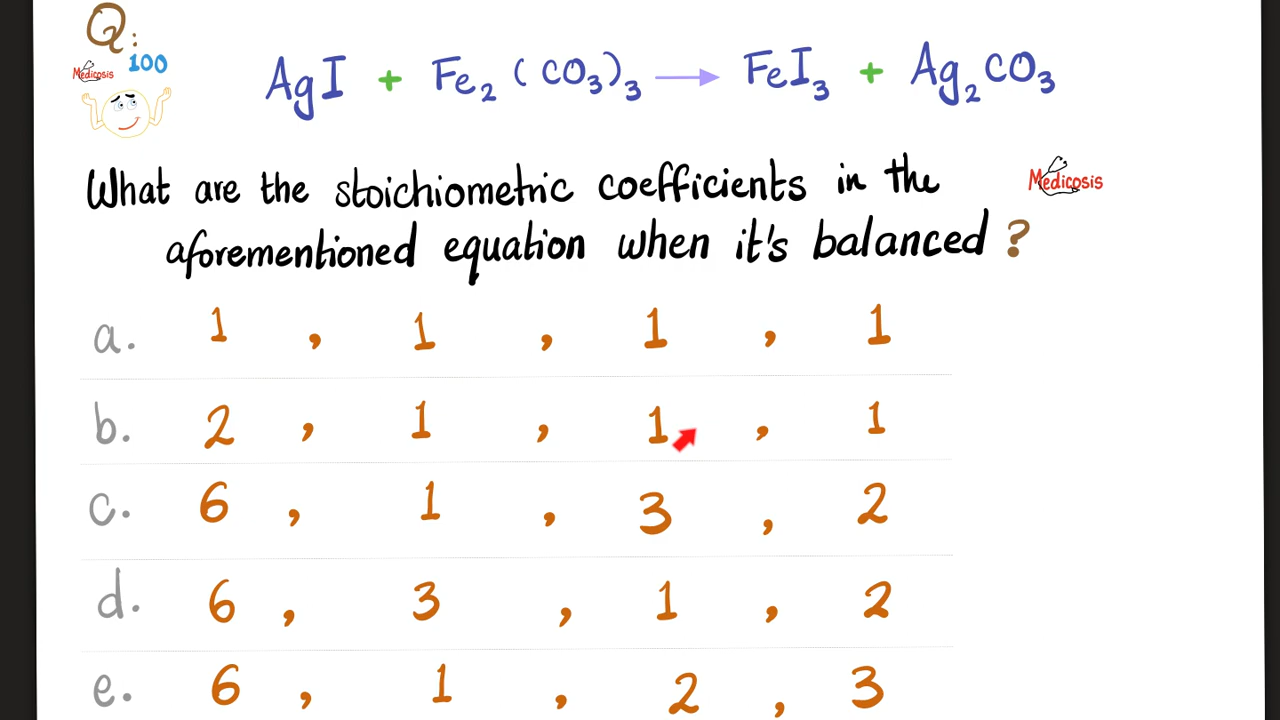 Q:
Medicosis 100
AgI + Fe₂(CO₃)₃ → FeI₃ + Ag₂CO₃
What are the stoichiometric coefficients in the
Medicosis
aforementioned equation when it's balanced ?
a. 1 , 1 , 1 , 1
b. 2 , 1 , 1 , 1
c. 6 , 1 , 3 , 2
d. 6 , 3 , 1 , 2
e. 6 , 1 , 2 , 3